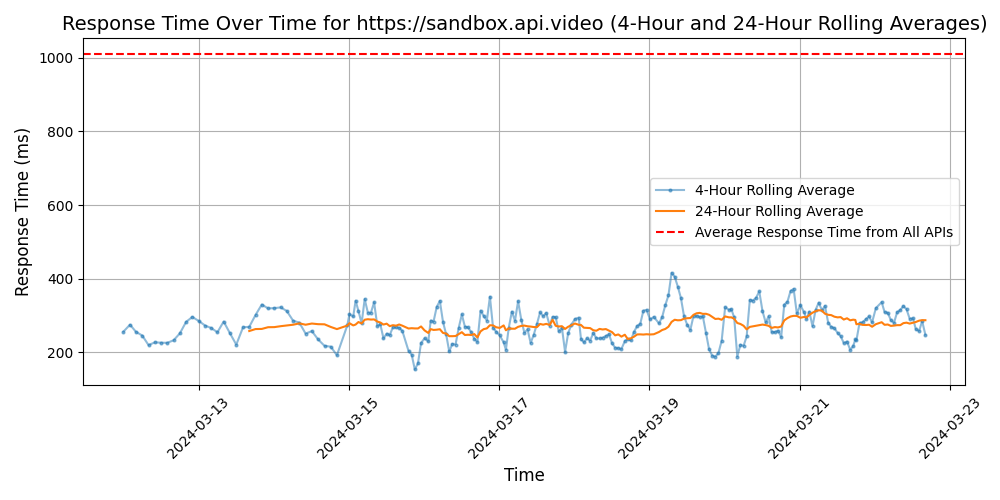 Response Time Over Time for https://sandbox.api.video (4-Hour and 24-Hour Rolling Averages)
Response Time (ms)
1000
800
600
400
200
4-Hour Rolling Average
24-Hour Rolling Average
Average Response Time from All APIs
2024-03-13
2024-03-15
2024-03-17
2024-03-19
2024-03-21
2024-03-23
Time